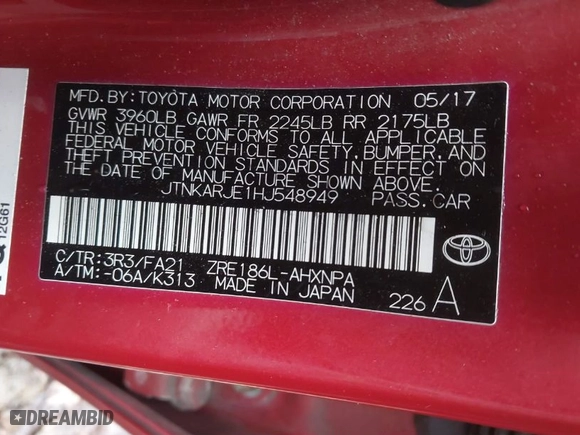 MFD.BY:TOYOTA MOTOR CORPORATION 05/17
GVWR 3960LB GAWR FR 2245LB RR 2175LB
THIS VEHICLE CONFORMS TO ALL APPLICABLE
FEDERAL MOTOR VEHICLE SAFETY, BUMPER, AND
THEFT PREVENTION STANDARDS IN EFFECT ON
THE DATE OF MANUFACTURE SHOWN ABOVE.
JTNKARJE1HJ548949 PASS.CAR
C/TR:3R3/FA21 ZRE186L-AHXNPA
A/TM:-06A/K313 MADE IN JAPAN
226 A
12G61
DREAMBID